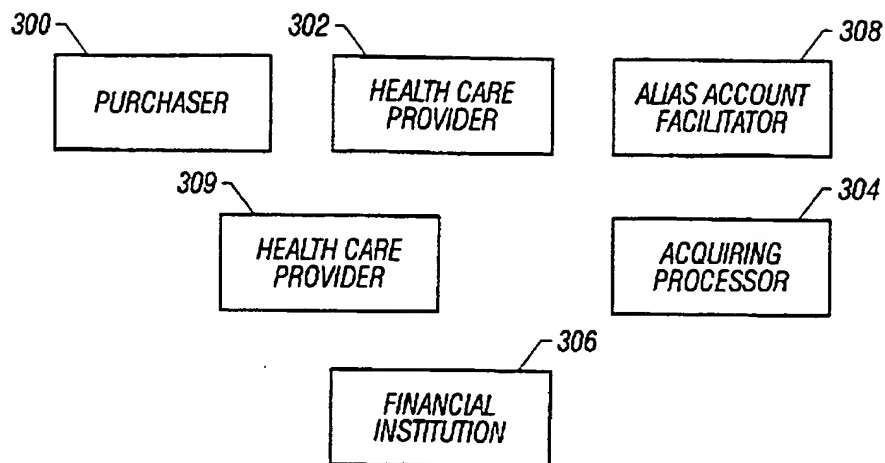 300
302
308
PURCHASER
HEALTH CARE
PROVIDER
ALIAS ACCOUNT
FACILITATOR
309
304
HEALTH CARE
PROVIDER
ACQUIRING
PROCESSOR
306
FINANCIAL
INSTITUTION